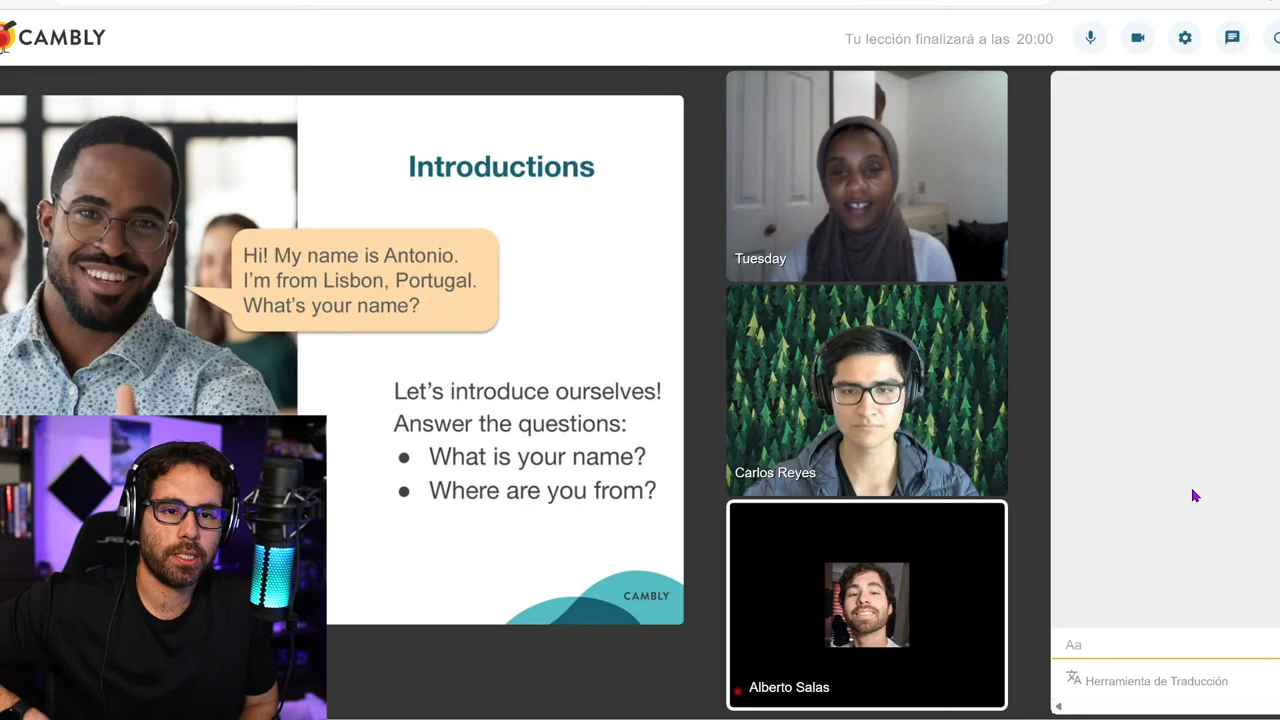 CAMBLY
Tu lección finalizará a las 20:00
Introductions
Hi! My name is Antonio.
I'm from Lisbon, Portugal.
What's your name?
Let's introduce ourselves!
Answer the questions:
● What is your name?
● Where are you from?
CAMBLY
Tuesday
Carlos Reyes
Alberto Salas
Aa
Herramienta de Traducción